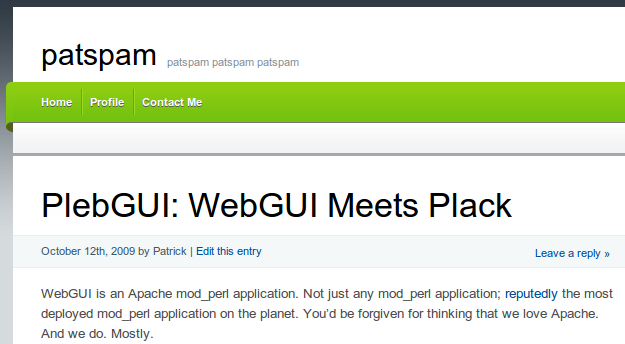 patspam patspam patspam patspam
Home Profile Contact Me
PlebGUI: WebGUI Meets Plack
October 12th, 2009 by Patrick | Edit this entry Leave a reply »
WebGUI is an Apache mod_perl application. Not just any mod_perl application; reputedly the most
deployed mod_perl application on the planet. You'd be forgiven for thinking that we love Apache.
And we do. Mostly.